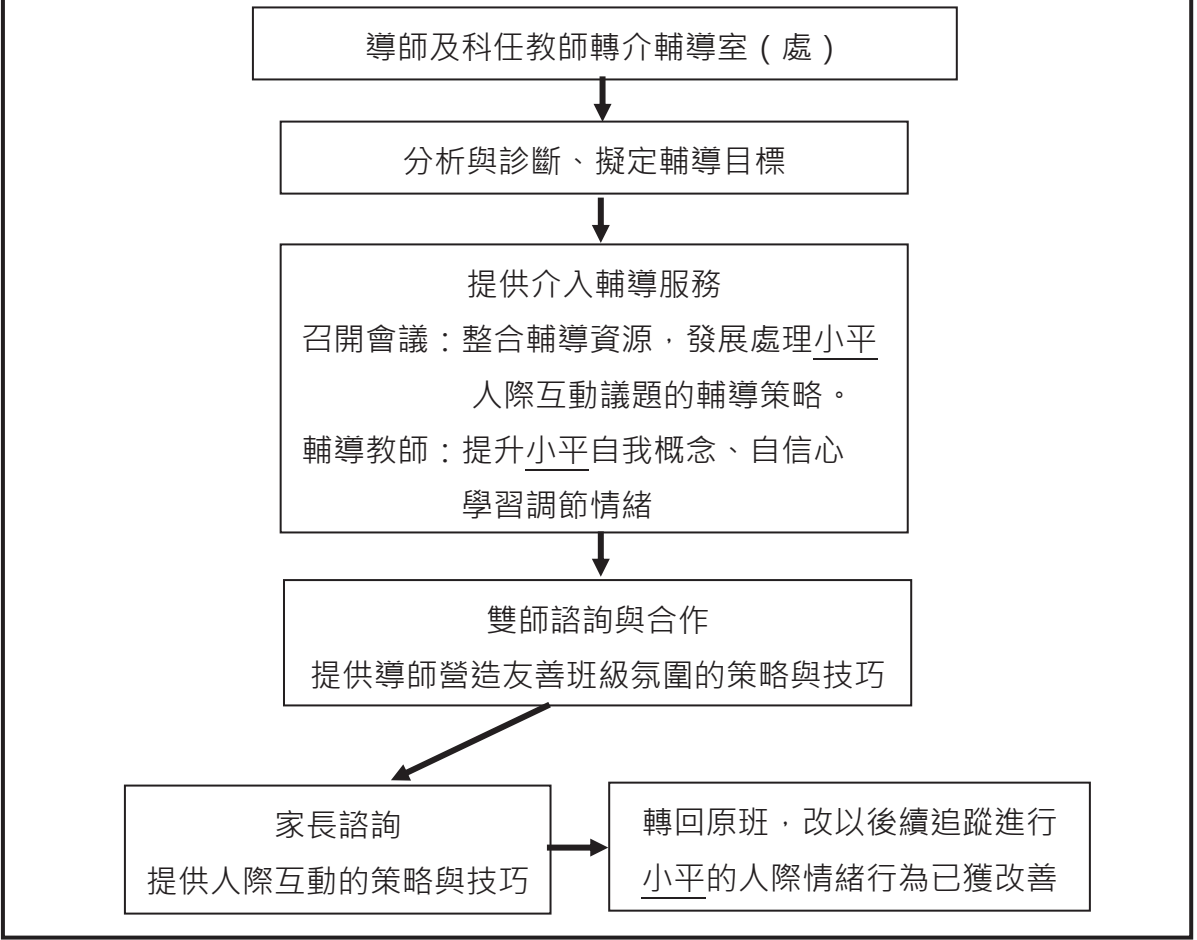 導師及科任教師轉介輔導室（處）
分析與診斷、擬定輔導目標
提供介入輔導服務
召開會議：整合輔導資源，發展處理小平
人際互動議題的輔導策略。
輔導教師：提升小平自我概念、自信心
學習調節情緒
雙師諮詢與合作
提供導師營造友善班級氛圍的策略與技巧
家長諮詢
提供人際互動的策略與技巧
轉回原班，改以後續追蹤進行
小平的人際情緒行為已獲改善